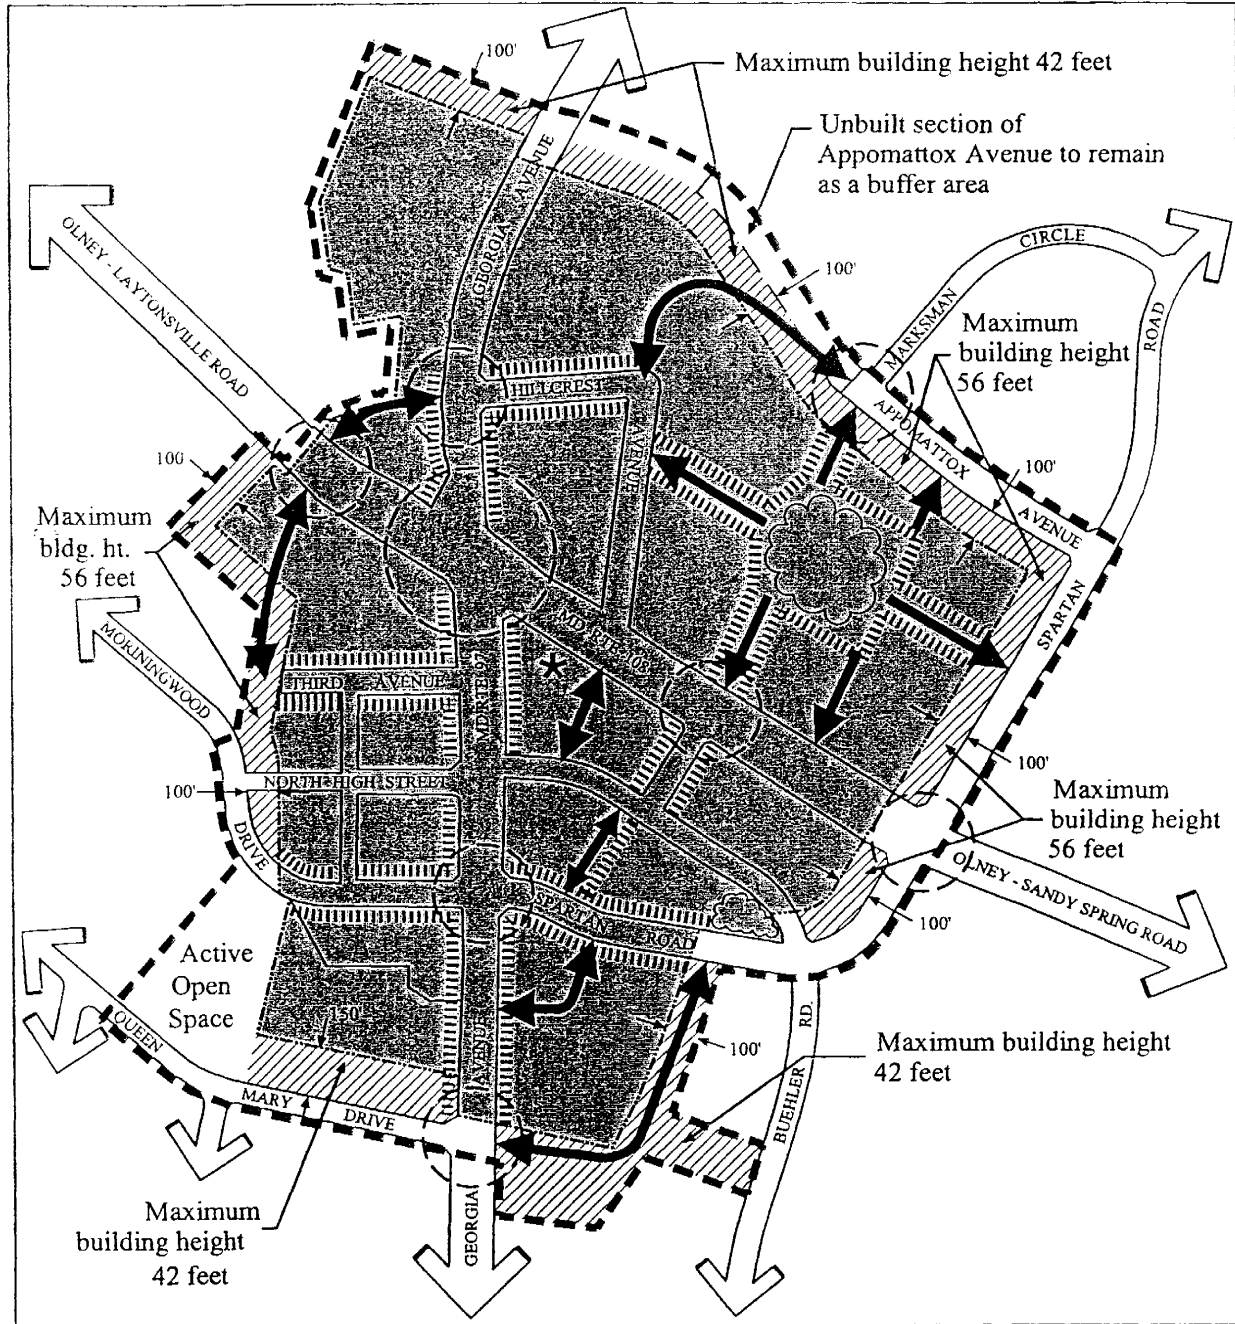 100'
Maximum building height 42 feet
Unbuilt section of
Appomattox Avenue to remain
as a buffer area
GEORGIA AVENUE
OLNEY - LAYTONSVILLE ROAD
MARKSMAN CIRCLE
ROAD
100'
Maximum
building height
56 feet
HILLCREST
AVENUE
APPOMATTOX AVENUE
100'
100'
Maximum
bldg. ht.
56 feet
SPARTAN
MORNINGWOOD
DRIVE
THIRD AVENUE
MD RTE 97
MD RTE 108
NORTH HIGH STREET
100'
100'
Maximum
building height
56 feet
OLNEY - SANDY SPRING ROAD
100'
SPARTAN ROAD
Active
Open
Space
150'
QUEEN
MARY DRIVE
AVENUE
GEORGIA
100'
BUEHLER RD.
Maximum building height
42 feet
Maximum
building height
42 feet